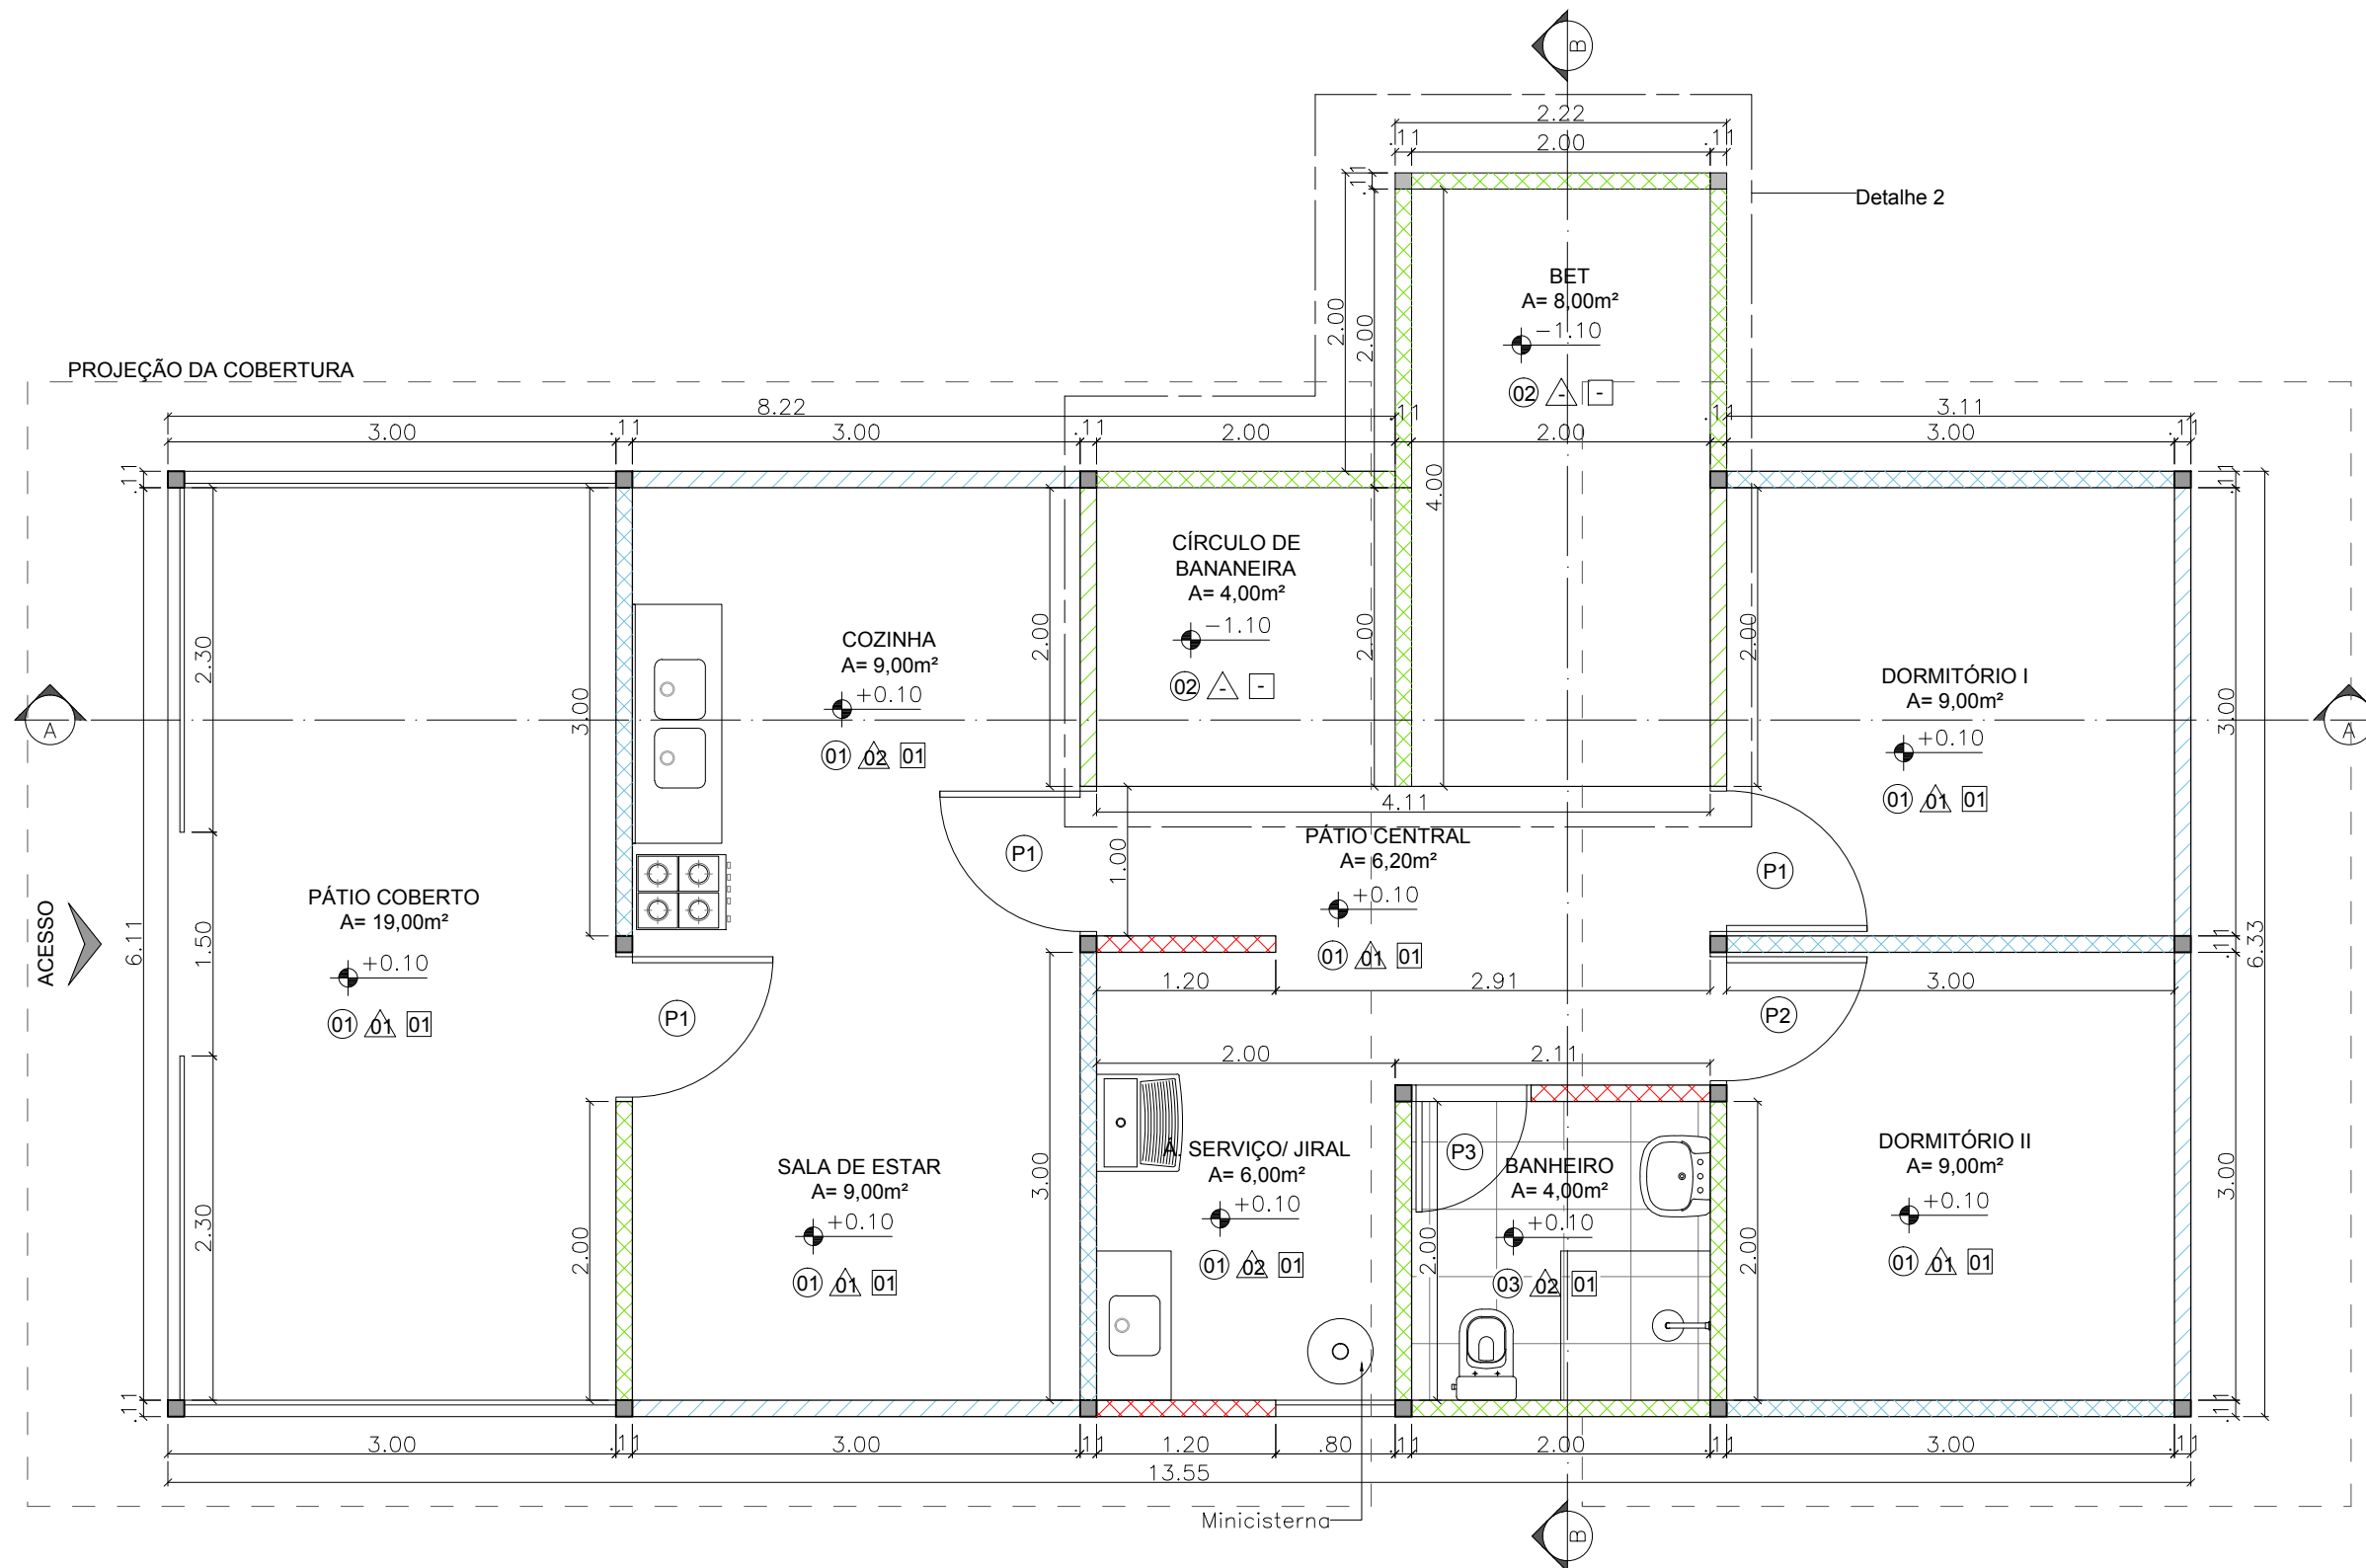 B
2.22
.11
2.00
.11
.11
Detalhe 2
BET
A= 8,00m²
−1.10
02 - -
2.00
2.00
4.00
PROJEÇÃO DA COBERTURA
8.22
.11
.11
3.11
3.00
.11
3.00
.11
2.00
2.00
3.00
.11
.11
.11
CÍRCULO DE
BANANEIRA
A= 4,00m²
−1.10
02 - -
COZINHA
A= 9,00m²
+0.10
01 02 01
2.30
3.00
2.00
2.00
2.00
DORMITÓRIO I
A= 9,00m²
+0.10
01 01 01
3.00
A
A
4.11
PÁTIO CENTRAL
A= 6,20m²
+0.10
01 01 01
P1
P1
1.00
PÁTIO COBERTO
A= 19,00m²
+0.10
01 01 01
ACESSO
6.11
1.50
.11
6.33
1.20
2.91
3.00
P1
P2
2.00
2.11
Á. SERVIÇO/ JIRAL
A= 6,00m²
+0.10
01 02 01
P3
BANHEIRO
A= 4,00m²
+0.10
03 02 01
DORMITÓRIO II
A= 9,00m²
+0.10
01 01 01
SALA DE ESTAR
A= 9,00m²
+0.10
01 01 01
2.30
2.00
3.00
2.00
2.00
3.00
.11
.11
3.00
.11
3.00
.11
1.20
.80
.11
2.00
.11
3.00
.11
13.55
Minicisterna
B